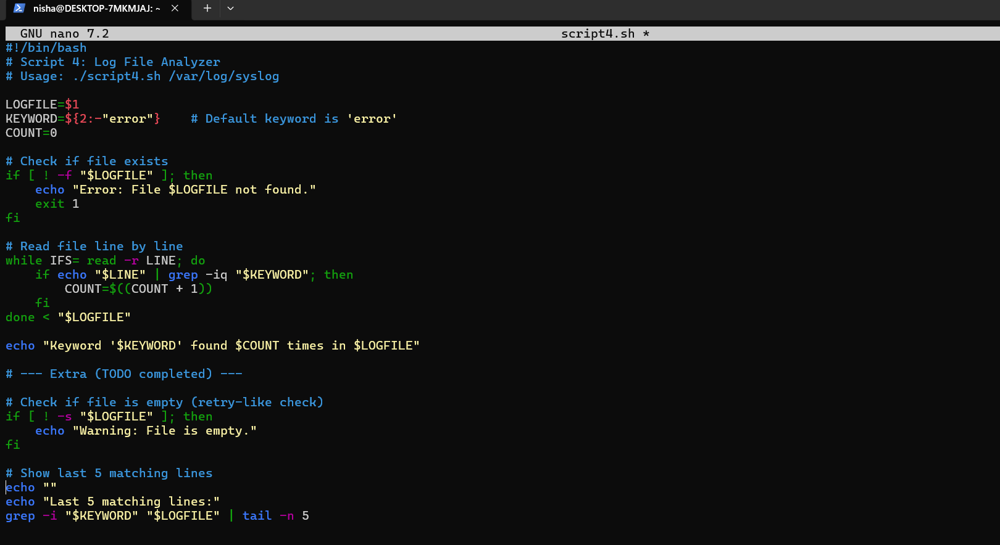 nisha@DESKTOP-7MKMJAJ: ~
GNU nano 7.2 script4.sh *
#!/bin/bash
# Script 4: Log File Analyzer
# Usage: ./script4.sh /var/log/syslog

LOGFILE=$1
KEYWORD=${2:-"error"}    # Default keyword is 'error'
COUNT=0

# Check if file exists
if [ ! -f "$LOGFILE" ]; then
    echo "Error: File $LOGFILE not found."
    exit 1
fi

# Read file line by line
while IFS= read -r LINE; do
    if echo "$LINE" | grep -iq "$KEYWORD"; then
        COUNT=$((COUNT + 1))
    fi
done < "$LOGFILE"

echo "Keyword '$KEYWORD' found $COUNT times in $LOGFILE"

# --- Extra (TODO completed) ---

# Check if file is empty (retry-like check)
if [ ! -s "$LOGFILE" ]; then
    echo "Warning: File is empty."
fi

# Show last 5 matching lines
echo ""
echo "Last 5 matching lines:"
grep -i "$KEYWORD" "$LOGFILE" | tail -n 5